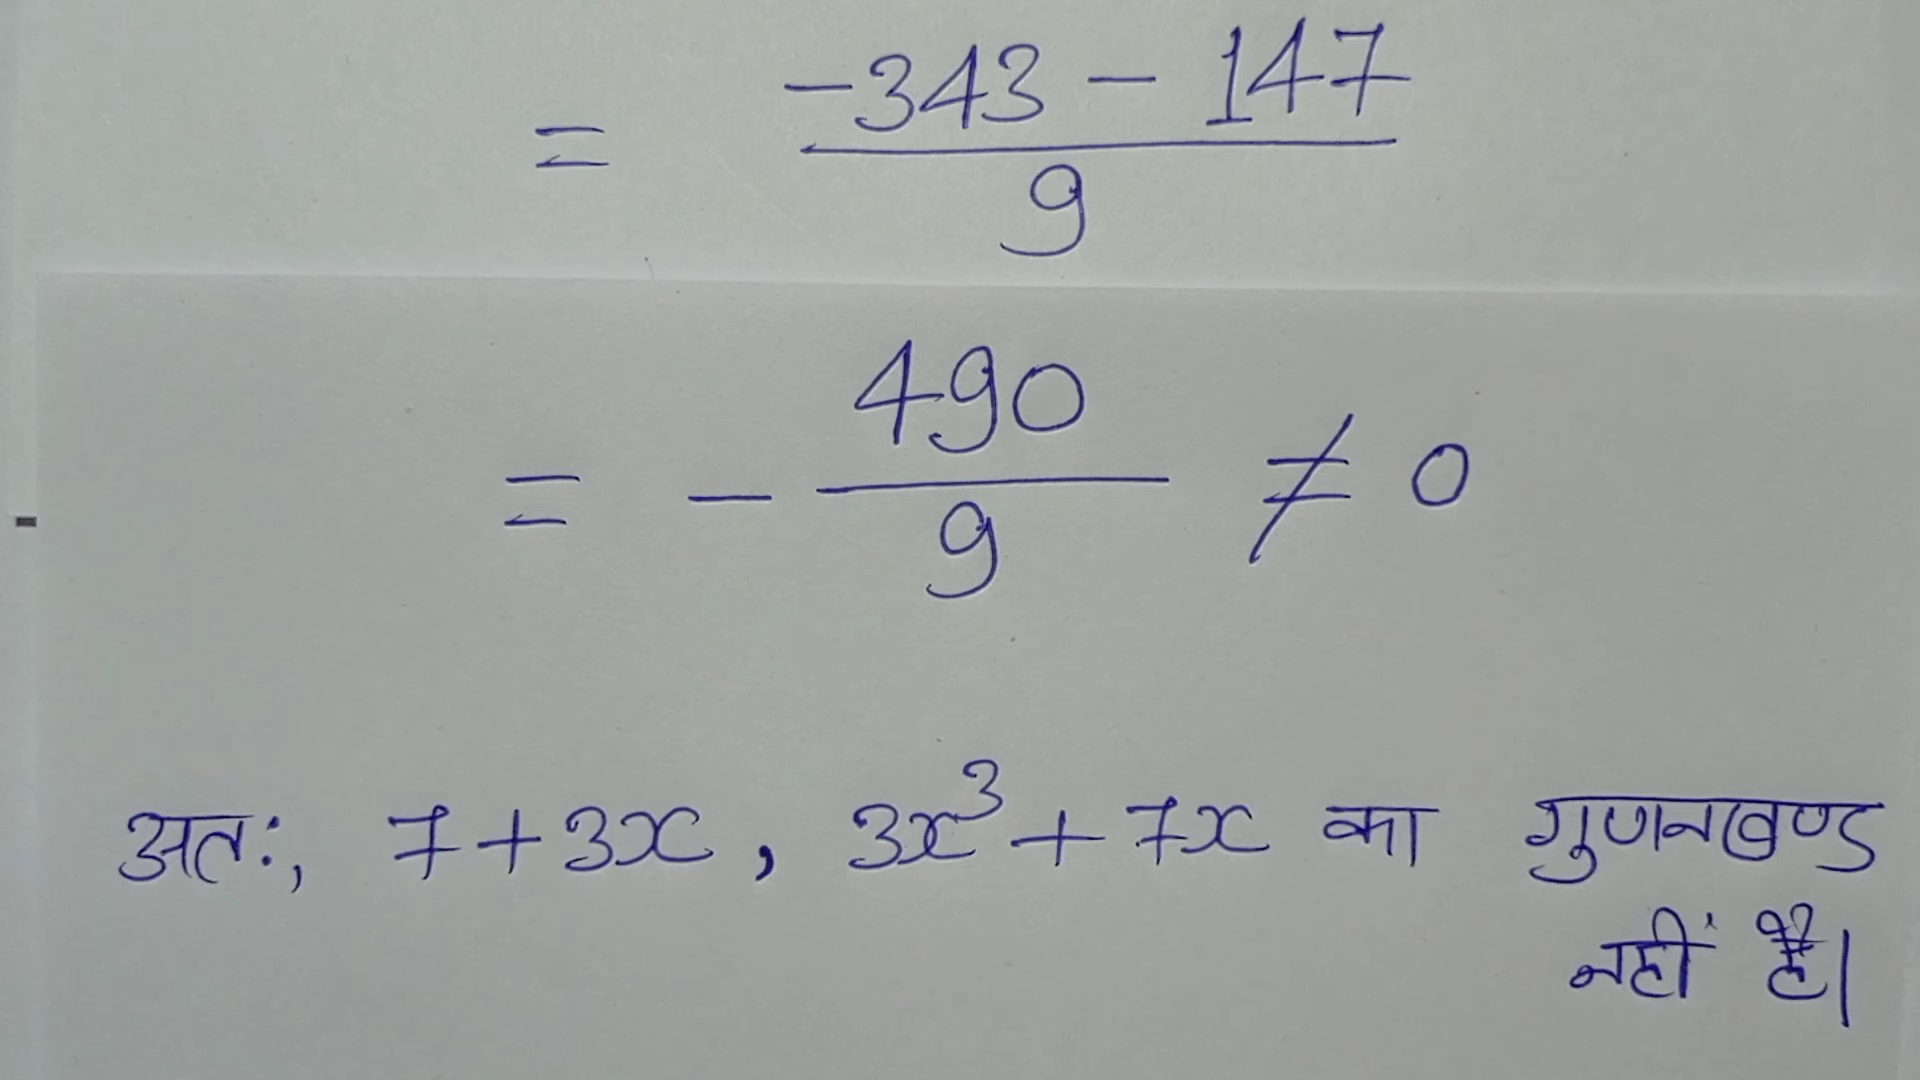 = -343 - 147
9
= - 490 ≠ 0
9
अतः, 7+3x, 3x³+7x का गुणनखण्ड
नहीं है।